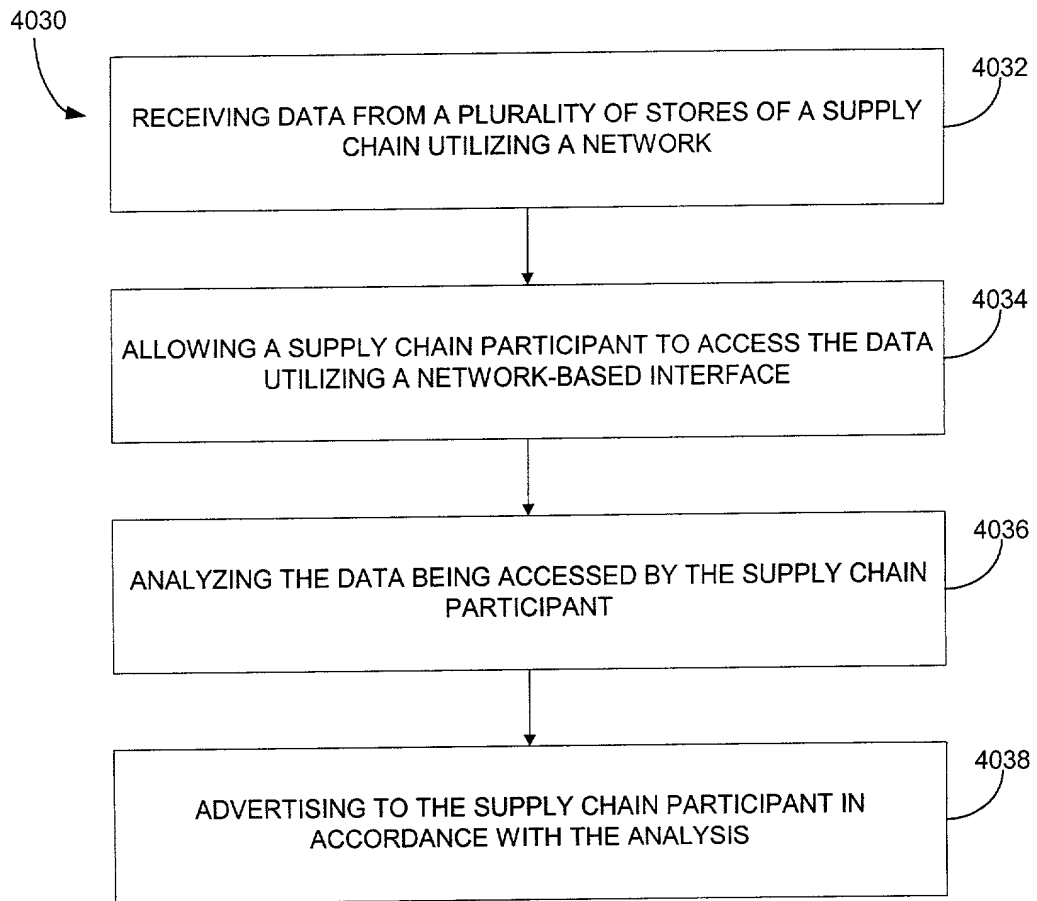 4030
4032
RECEIVING DATA FROM A PLURALITY OF STORES OF A SUPPLY
CHAIN UTILIZING A NETWORK
4034
ALLOWING A SUPPLY CHAIN PARTICIPANT TO ACCESS THE DATA
UTILIZING A NETWORK-BASED INTERFACE
4036
ANALYZING THE DATA BEING ACCESSED BY THE SUPPLY CHAIN
PARTICIPANT
4038
ADVERTISING TO THE SUPPLY CHAIN PARTICIPANT IN
ACCORDANCE WITH THE ANALYSIS